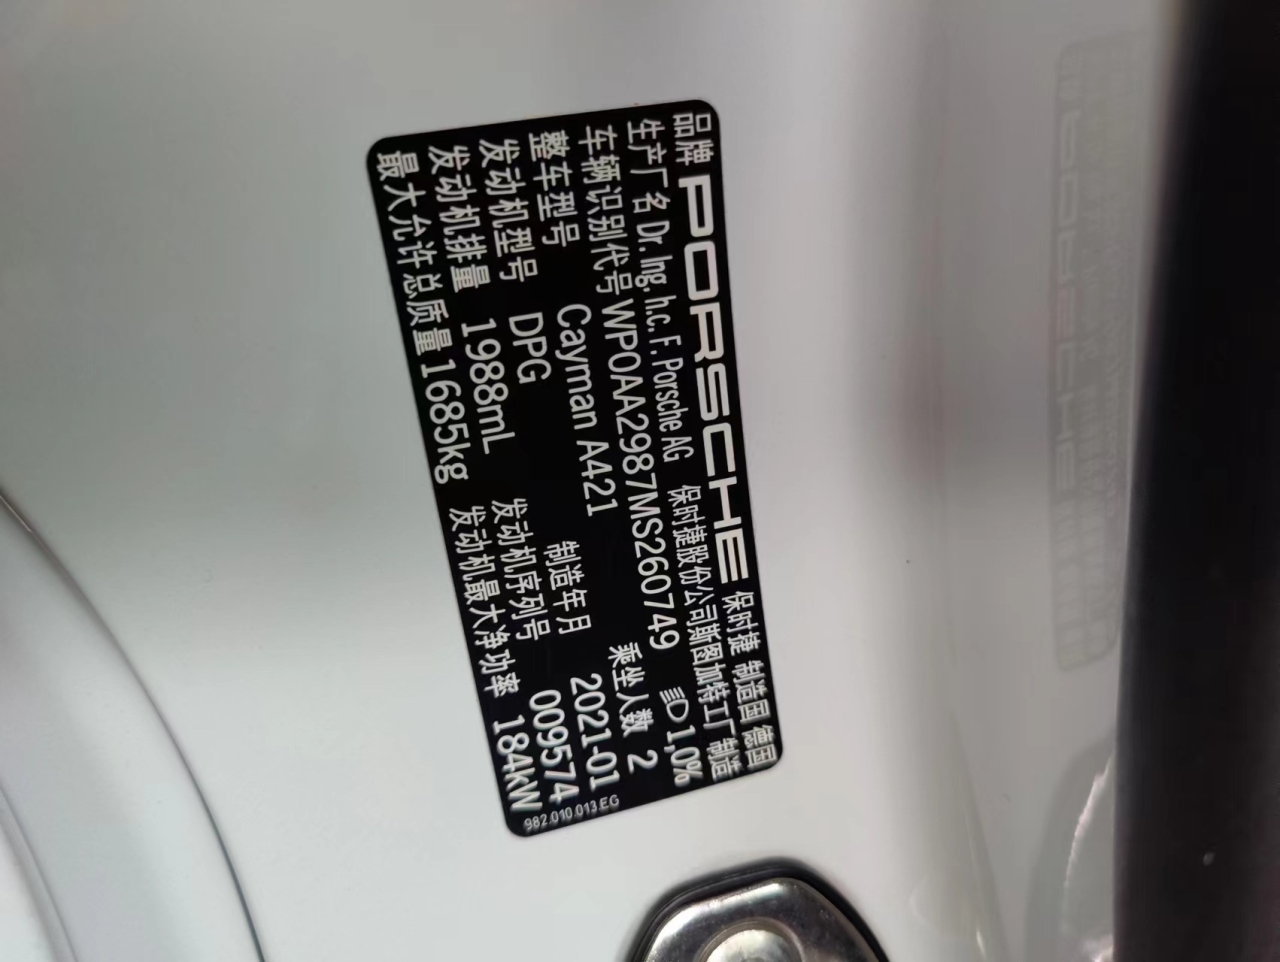 品牌 PORSCHE 保时捷 制造国 德国
生产厂名 Dr. Ing. h.c. F. Porsche AG 保时捷股份公司斯图加特工厂 制造
车辆识别代号 WP0AA2987MS260749 1,0%
整车型号 Cayman A421 乘坐人数 2
发动机型号 DPG 制造年月 2021-01
发动机排量 1988mL 发动机序列号 009574
最大允许总质量 1685kg 发动机最大净功率 184kW
982.010.013.EG